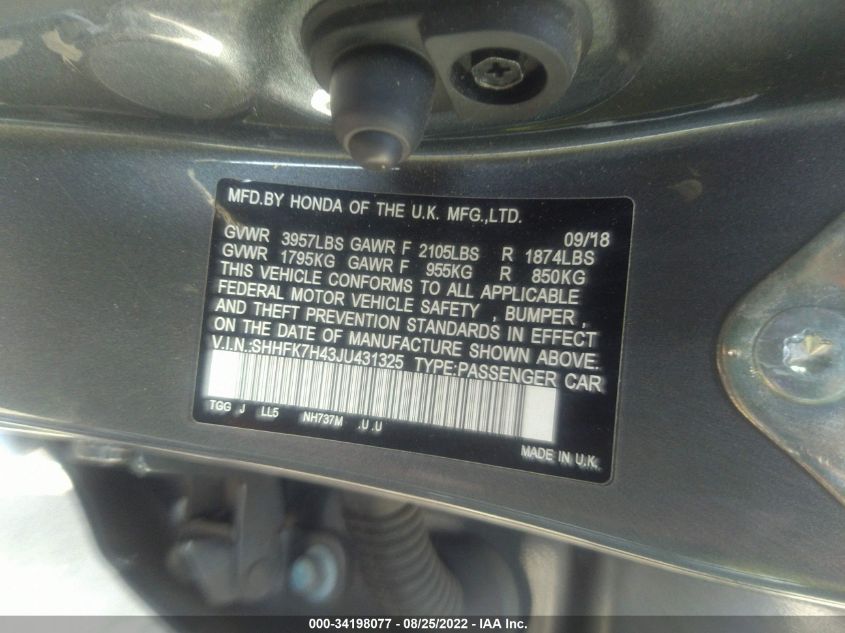 MFD.BY HONDA OF THE U.K. MFG.,LTD.
09/18
GVWR 3957LBS GAWR F 2105LBS R 1874LBS
GVWR 1795KG GAWR F 955KG R 850KG
THIS VEHICLE CONFORMS TO ALL APPLICABLE
FEDERAL MOTOR VEHICLE SAFETY , BUMPER ,
AND THEFT PREVENTION STANDARDS IN EFFECT
ON THE DATE OF MANUFACTURE SHOWN ABOVE.
V.I.N.:SHHFK7H43JU431325 TYPE:PASSENGER CAR
TGG J LL5 NH737M .U .U
MADE IN U.K.
000-34198077 - 08/25/2022 - IAA Inc.